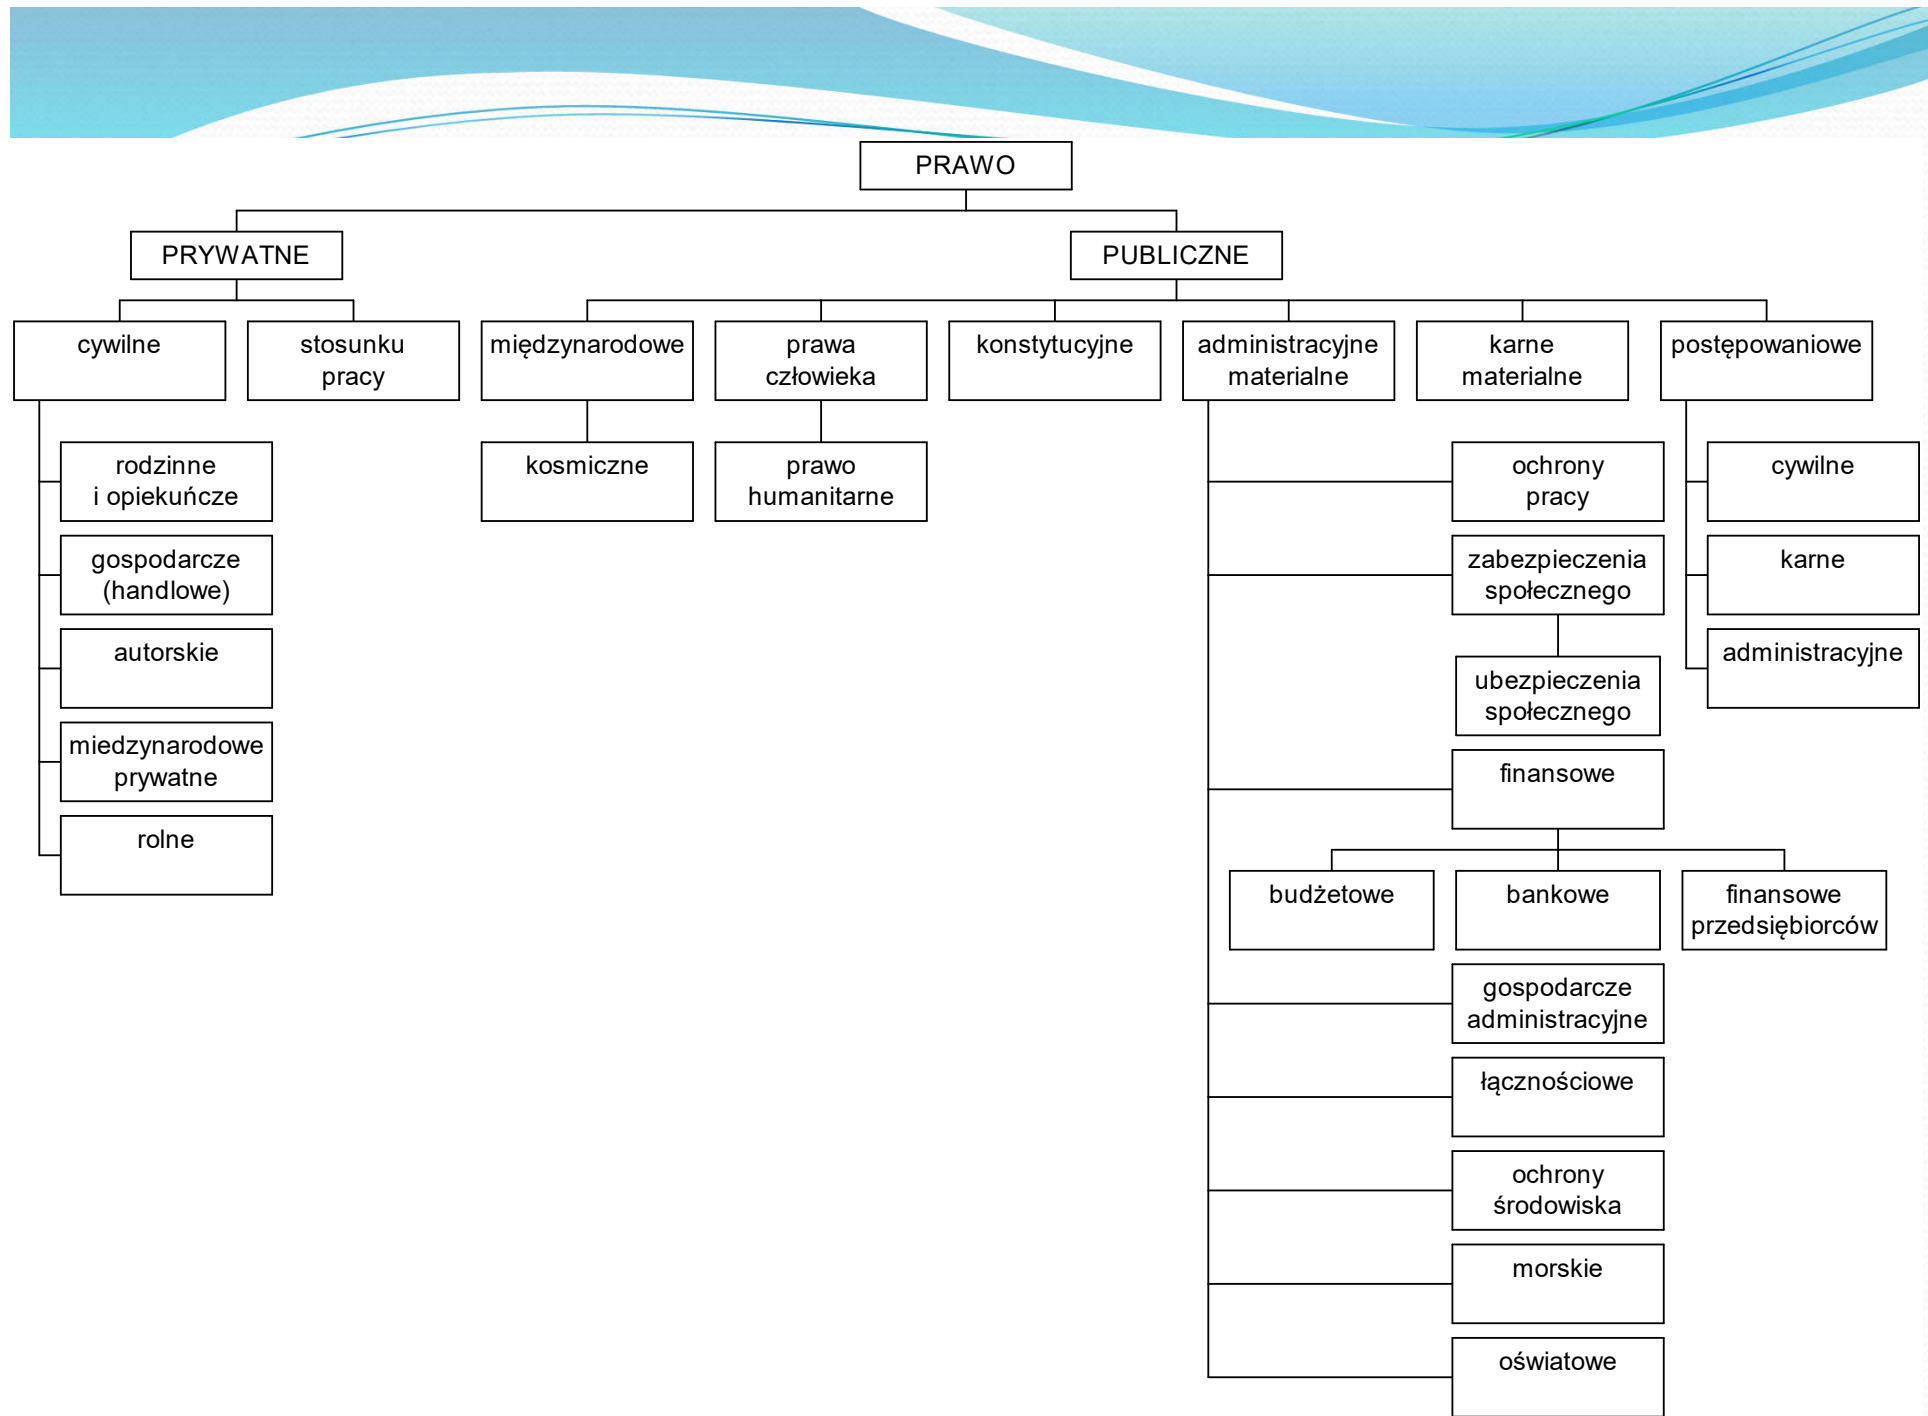 PRAWO
PRYWATNE
PUBLICZNE
cywilne
stosunku
pracy
międzynarodowe
prawa
człowieka
konstytucyjne
administracyjne
materialne
karne
materialne
postępowaniowe
rodzinne
i opiekuńcze
gospodarcze
(handlowe)
autorskie
miedzynarodowe
prywatne
rolne
kosmiczne
prawo
humanitarne
ochrony
pracy
zabezpieczenia
społecznego
ubezpieczenia
społecznego
finansowe
budżetowe
bankowe
finansowe
przedsiębiorców
gospodarcze
administracyjne
łącznościowe
ochrony
środowiska
morskie
oświatowe
cywilne
karne
administracyjne